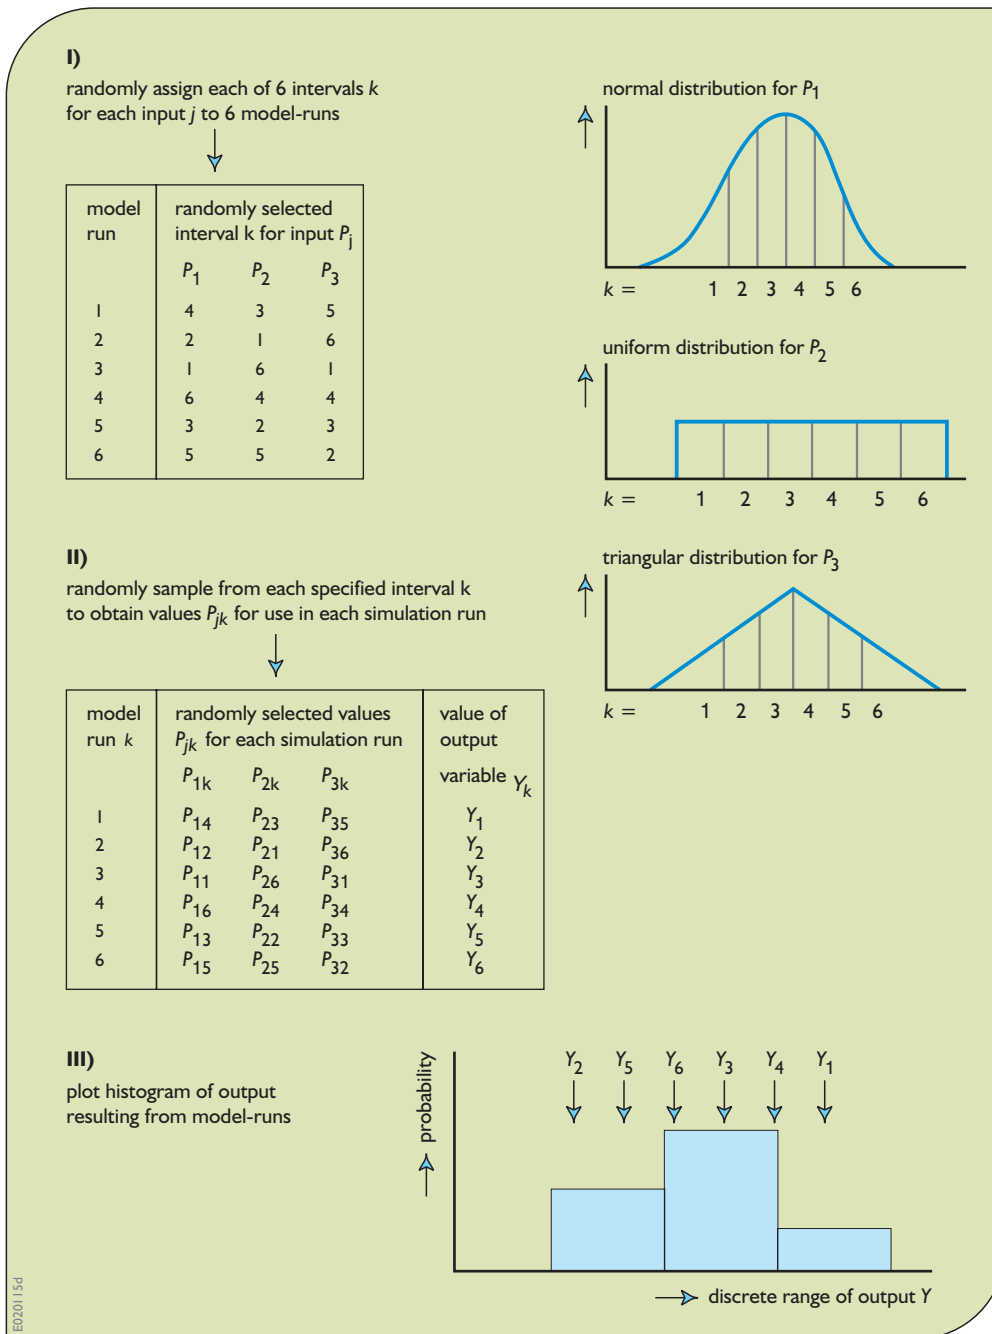 I)
randomly assign each of 6 intervals k
for each input j to 6 model-runs
model run
randomly selected
interval k for input Pj
P1 P2 P3
1 4 3 5
2 2 1 6
3 1 6 1
4 6 4 4
5 3 2 3
6 5 5 2
normal distribution for P1
k = 1 2 3 4 5 6
uniform distribution for P2
k = 1 2 3 4 5 6
triangular distribution for P3
k = 1 2 3 4 5 6
II)
randomly sample from each specified interval k
to obtain values Pjk for use in each simulation run
model
run k
randomly selected values
Pjk for each simulation run
value of
output
variable Yk
P1k P2k P3k
1 P14 P23 P35 Y1
2 P12 P21 P36 Y2
3 P11 P26 P31 Y3
4 P16 P24 P34 Y4
5 P13 P22 P33 Y5
6 P15 P25 P32 Y6
III)
plot histogram of output
resulting from model-runs
probability
Y2 Y5 Y6 Y3 Y4 Y1
discrete range of output Y
E020115d